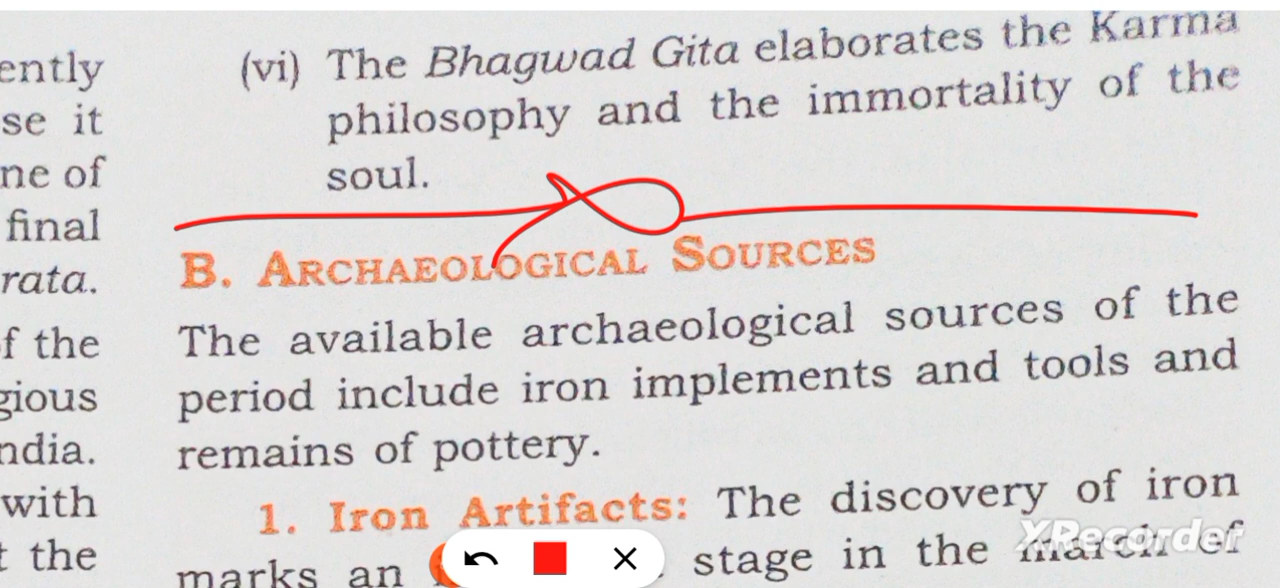 ently
se it
ne of
final
rata.
f the
gious
ndia.
with
t the
(vi) The Bhagwad Gita elaborates the Karma
philosophy and the immortality of the
soul.
B. ARCHAEOLOGICAL SOURCES
The available archaeological sources of the
period include iron implements and tools and
remains of pottery.
1. Iron Artifacts: The discovery of iron
marks an stage in the march of
XRecorder